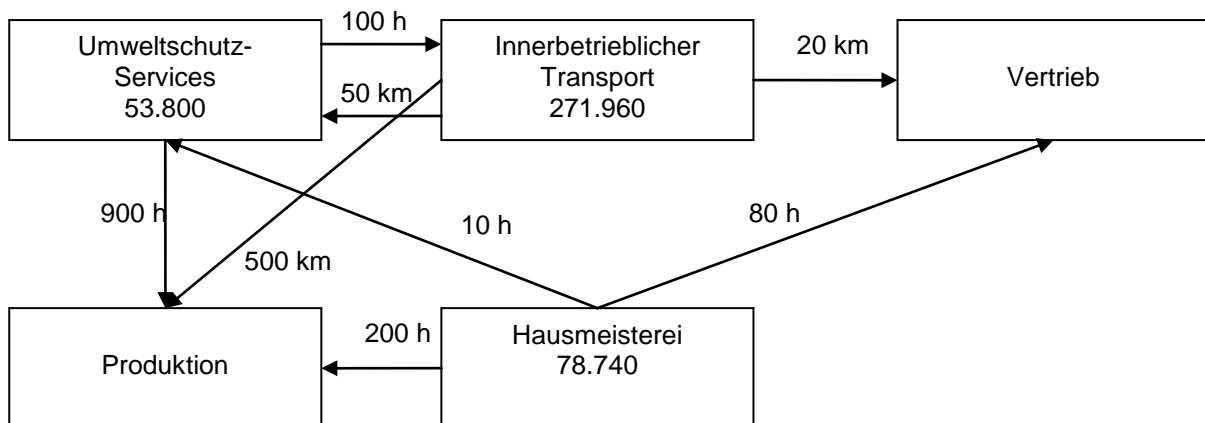 Umweltschutz-
Services
53.800
100 h
50 km
Innerbetrieblicher
Transport
271.960
20 km
Vertrieb
900 h
500 km
10 h
80 h
Produktion
200 h
Hausmeisterei
78.740